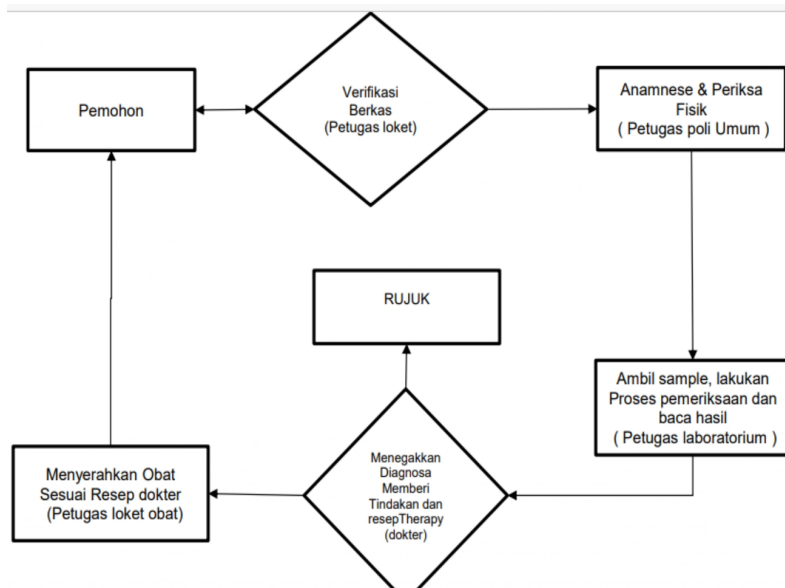 Pemohon
Verifikasi
Berkas
(Petugas loket)
Anamnese & Periksa
Fisik
( Petugas poli Umum )
RUJUK
Ambil sample, lakukan
Proses pemeriksaan dan
baca hasil
( Petugas laboratorium )
Menegakkan
Diagnosa
Memberi
Tindakan dan
resepTherapy
(dokter)
Menyerahkan Obat
Sesuai Resep dokter
(Petugas loket obat)